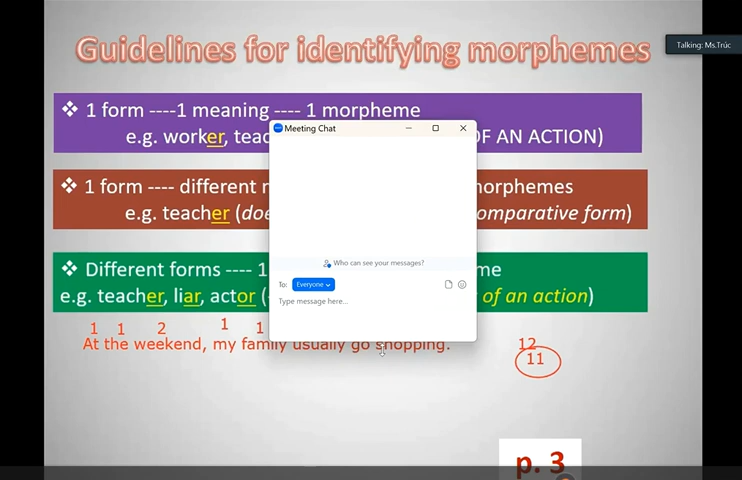 Guidelines for identifying morphemes
Talking: Ms.Trúc
❖ 1 form ----1 meaning ---- 1 morpheme
e.g. worker, teac OF AN ACTION)
Meeting Chat
❖ 1 form ---- different orphemes
e.g. teacher (doe omparative form)
❖ Different forms ---- 1 me
e.g. teacher, liar, actor ( of an action)
Who can see your messages?
To: Everyone
Type message here...
1 1 2 1 1
At the weekend, my family usually go shopping.
12
11
p. 3